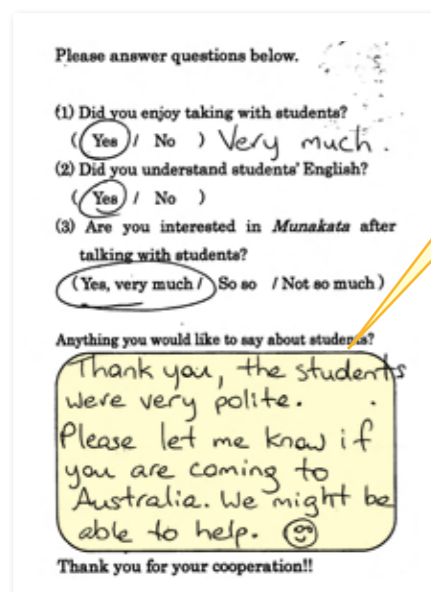 Please answer questions below.
(1) Did you enjoy taking with students?
( Yes / No ) Very much.
(2) Did you understand students' English?
( Yes / No )
(3) Are you interested in Munakata after
talking with students?
( Yes, very much / So so / Not so much )
Anything you would like to say about students?
Thank you, the students
were very polite.
Please let me know if
you are coming to
Australia. We might be
able to help.
Thank you for your cooperation!!